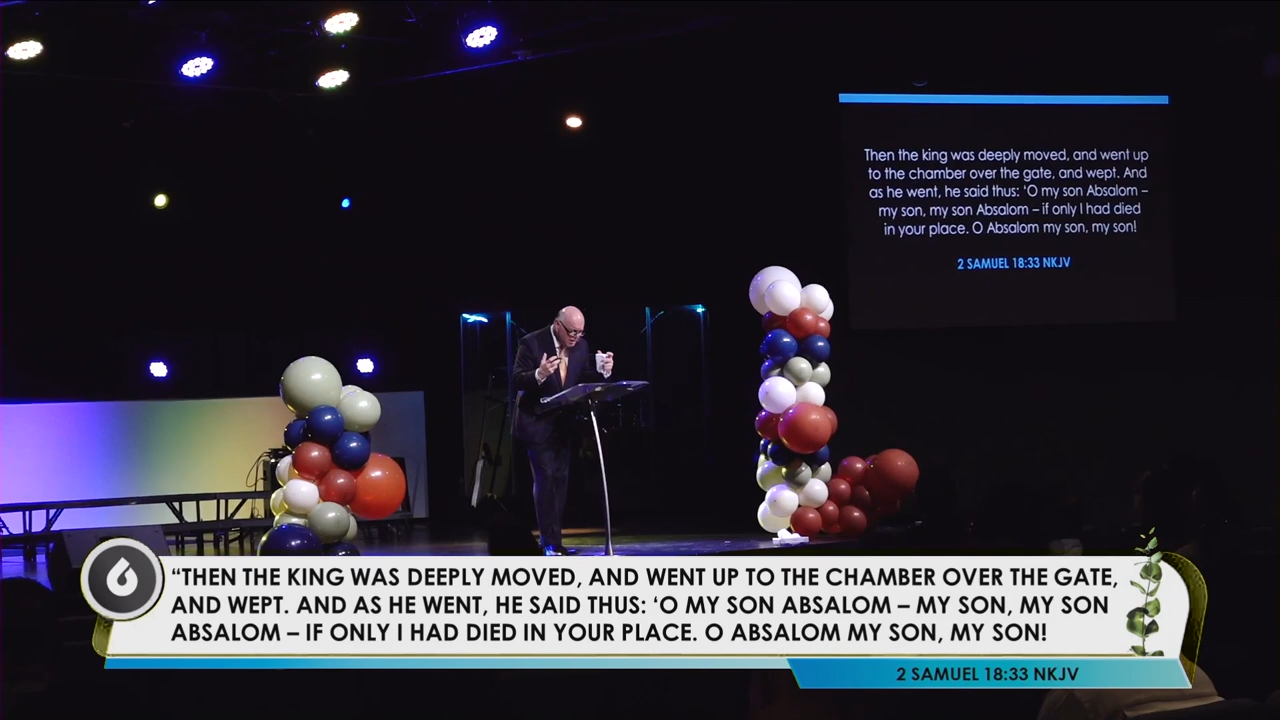 Then the king was deeply moved, and went up
to the chamber over the gate, and wept. And
as he went, he said thus: ‘O my son Absalom –
my son, my son Absalom – if only I had died
in your place. O Absalom my son, my son!
2 SAMUEL 18:33 NKJV
“THEN THE KING WAS DEEPLY MOVED, AND WENT UP TO THE CHAMBER OVER THE GATE,
AND WEPT. AND AS HE WENT, HE SAID THUS: ‘O MY SON ABSALOM – MY SON, MY SON
ABSALOM – IF ONLY I HAD DIED IN YOUR PLACE. O ABSALOM MY SON, MY SON!
2 SAMUEL 18:33 NKJV